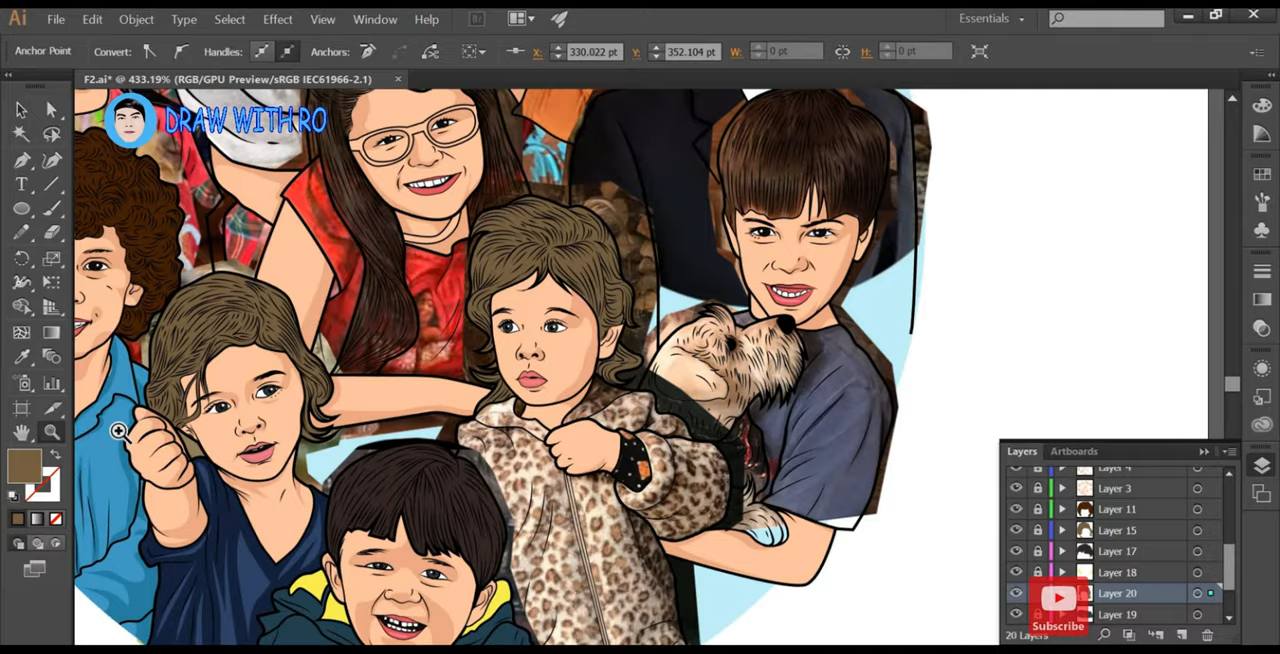 Ai File Edit Object Type Select Effect View Window Help Br Essentials
Anchor Point Convert: Handles: Anchors: X: 330.022 pt Y: 352.104 pt W: 0 pt H: 0 pt
F2.ai* @ 433.19% (RGB/GPU Preview/sRGB IEC61966-2.1) ×
DRAW WITH RO
T
Layers Artboards
Layer 4
Layer 3
Layer 11
Layer 15
Layer 17
Layer 18
Layer 20
Layer 19
Subscribe
20 Layers